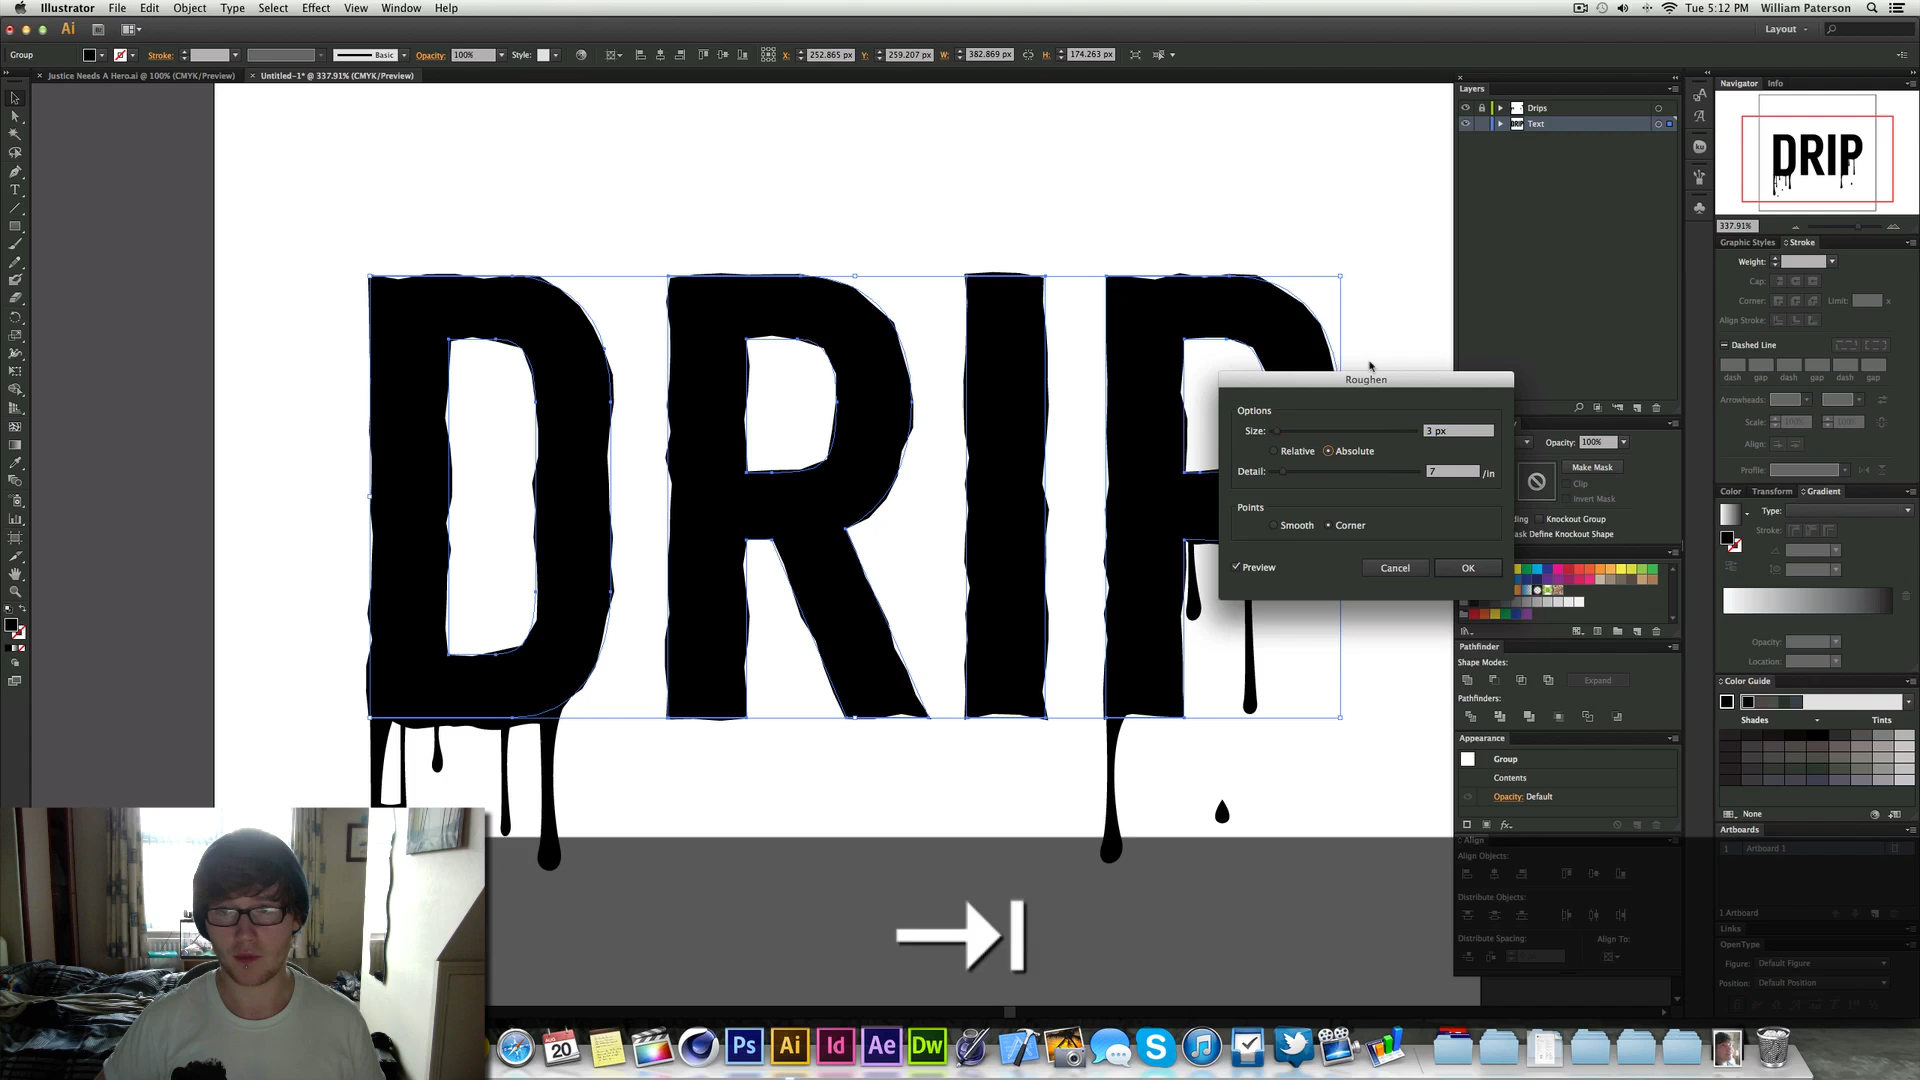 Illustrator File Edit Object Type Select Effect View Window Help
Tue 5:12 PM William Paterson
Ai Layout
Group Stroke: Basic Opacity: 100% Style: X: 252.865 px Y: 259.207 px W: 382.869 px H: 174.263 px
Justice Needs A Hero.ai @ 100% (CMYK/Preview) Untitled-1* @ 337.91% (CMYK/Preview)
Layers
Drips
Text
Navigator Info
DRIP
337.91%
Graphic Styles Stroke
Weight:
Cap:
Corner: Limit: x
Align Stroke:
Dashed Line
dash gap dash gap dash gap
Arrowheads:
Scale: 100% 100%
Align:
Profile:
DRIP
Roughen
Options
Size: 3 px
Relative Absolute
Detail: 7 /in
Points
Smooth Corner
Preview Cancel OK
Opacity: 100%
Make Mask
Clip
Invert Mask
Knockout Group
ask Define Knockout Shape
Color Transform Gradient
Type:
Stroke:
Opacity:
Location:
Pathfinder
Shape Modes:
Expand
Pathfinders:
Color Guide
Shades Tints
None
Appearance
Group
Contents
Opacity: Default
fx
Align
Align Objects:
Distribute Objects:
Distribute Spacing: Align To:
Artboards
1 Artboard 1
1 Artboard
Links
OpenType
Figure: Default Figure
Position: Default Position
20
Ps Ai Id Ae Dw
S